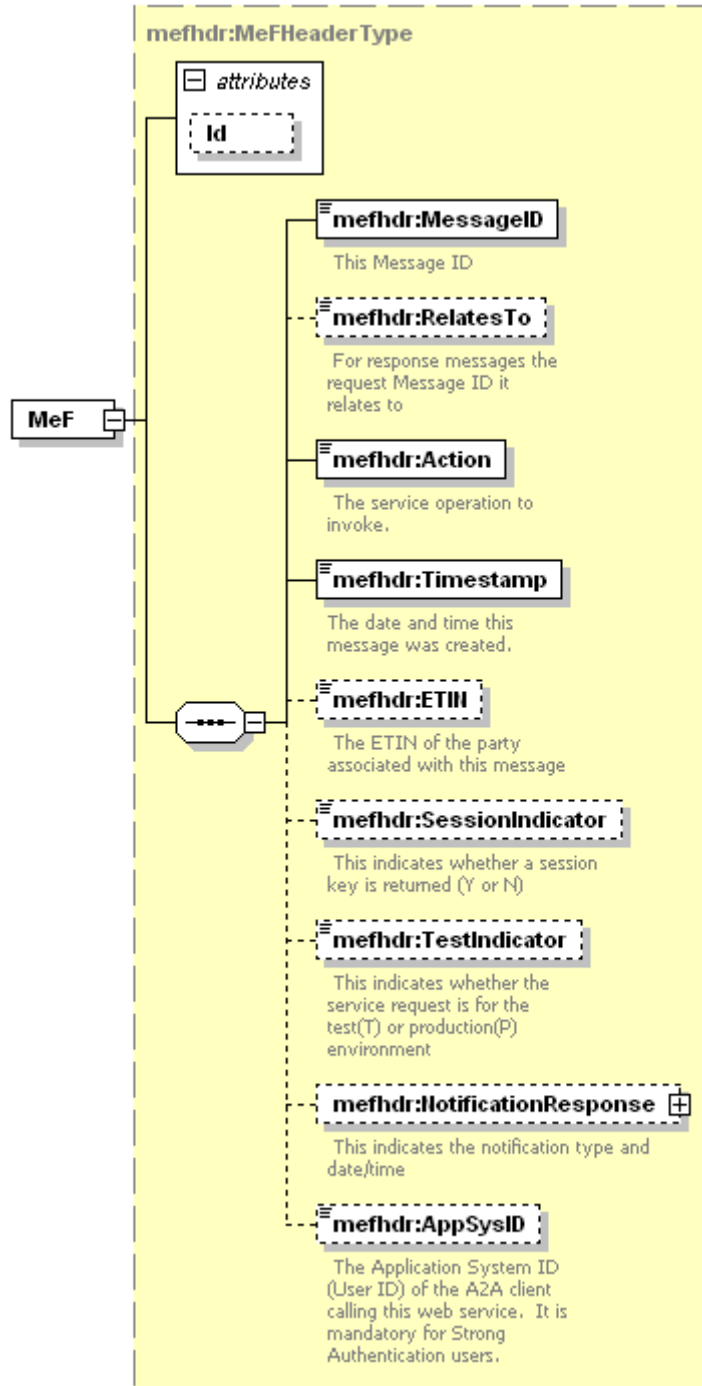 mefhdr:MeFHeaderType
attributes
Id
mefhdr:MessageID
This Message ID
mefhdr:RelatesTo
For response messages the
request Message ID it
relates to
MeF
mefhdr:Action
The service operation to
invoke.
mefhdr:Timestamp
The date and time this
message was created.
mefhdr:ETIN
The ETIN of the party
associated with this message
mefhdr:SessionIndicator
This indicates whether a session
key is returned (Y or N)
mefhdr:TestIndicator
This indicates whether the
service request is for the
test(T) or production(P)
environment
mefhdr:NotificationResponse
This indicates the notification type and
date/time
mefhdr:AppSysID
The Application System ID
(User ID) of the A2A client
calling this web service.  It is
mandatory for Strong
Authentication users.